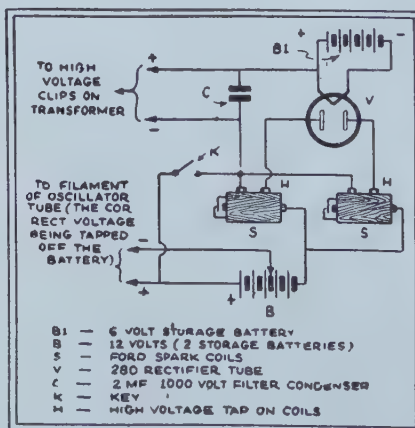 + B1 -
TO HIGH
VOLTAGE
CLIPS ON
TRANSFORMER
+
C
V
-
K
H
H
TO FILAMENT
OF OSCILLATOR
TUBE (THE COR
RECT VOLTAGE
BEING TAPPED
OFF THE
BATTERY)
S
S
-
+
+
B
B1 — 6 VOLT STORAGE BATTERY
B — 12 VOLTS (2 STORAGE BATTERIES)
S — FORD SPARK COILS
V — 280 RECTIFIER TUBE
C — 2 MF 1000 VOLT FILTER CONDENSER
K — KEY
H — HIGH VOLTAGE TAP ON COILS